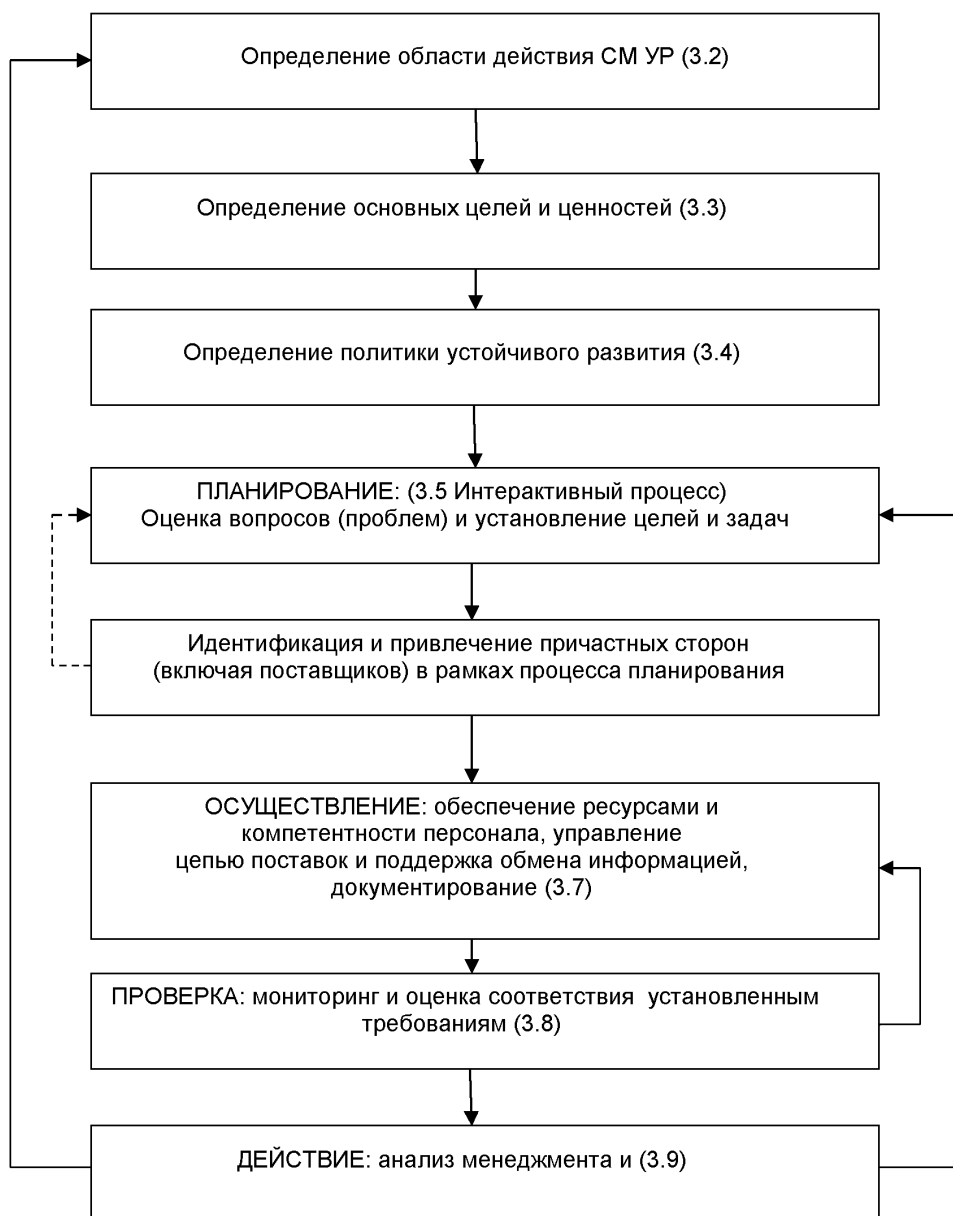 Определение области действия СМ УР (3.2)
Определение основных целей и ценностей (3.3)
Определение политики устойчивого развития (3.4)
ПЛАНИРОВАНИЕ: (3.5 Интерактивный процесс)
Оценка вопросов (проблем) и установление целей и задач
Идентификация и привлечение причастных сторон
(включая поставщиков) в рамках процесса планирования
ОСУЩЕСТВЛЕНИЕ: обеспечение ресурсами и
компетентности персонала, управление
цепью поставок и поддержка обмена информацией,
документирование (3.7)
ПРОВЕРКА: мониторинг и оценка соответствия установленным
требованиям (3.8)
ДЕЙСТВИЕ: анализ менеджмента и (3.9)